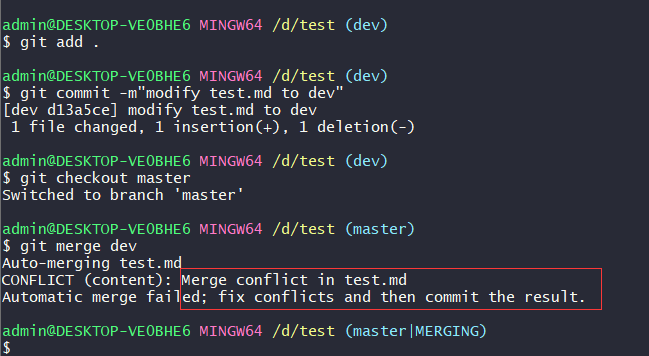 admin@DESKTOP-VE0BHE6 MINGW64 /d/test (dev)
$ git add .
admin@DESKTOP-VE0BHE6 MINGW64 /d/test (dev)
$ git commit -m"modify test.md to dev"
[dev d13a5ce] modify test.md to dev
 1 file changed, 1 insertion(+), 1 deletion(-)
admin@DESKTOP-VE0BHE6 MINGW64 /d/test (dev)
$ git checkout master
Switched to branch 'master'
admin@DESKTOP-VE0BHE6 MINGW64 /d/test (master)
$ git merge dev
Auto-merging test.md
CONFLICT (content): Merge conflict in test.md
Automatic merge failed; fix conflicts and then commit the result.
admin@DESKTOP-VE0BHE6 MINGW64 /d/test (master|MERGING)
$